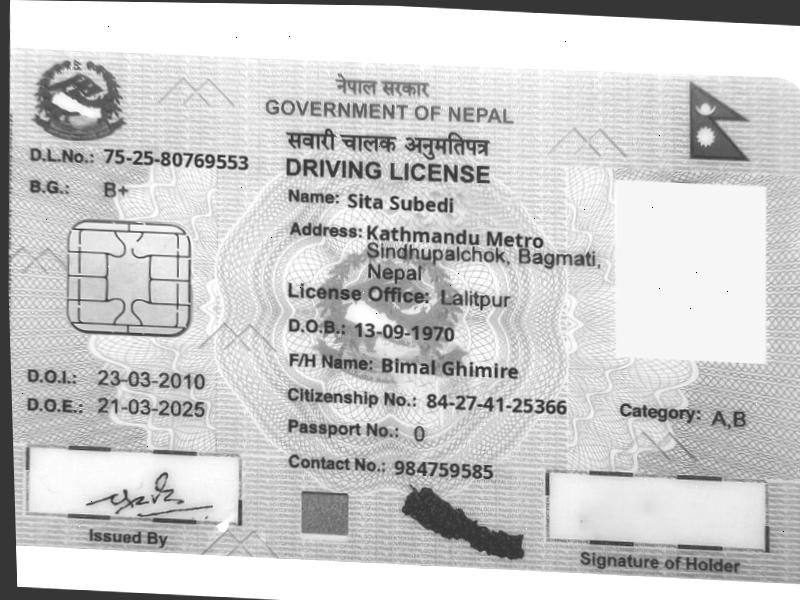 नेपाल सरकार
GOVERNMENT OF NEPAL
सवारी चालक अनुमतिपत्र
DRIVING LICENSE
D.L.No.: 75-25-80769553
B.G.: B+
Name: Sita Subedi
Address: Kathmandu Metro
Sindhupalchok, Bagmati,
Nepal
License Office: Lalitpur
D.O.B.: 13-09-1970
F/H Name: Bimal Ghimire
D.O.I.: 23-03-2010
D.O.E.: 21-03-2025
Citizenship No.: 84-27-41-25366
Category: A,B
Passport No.: 0
Contact No.: 984759585
Issued By
Signature of Holder